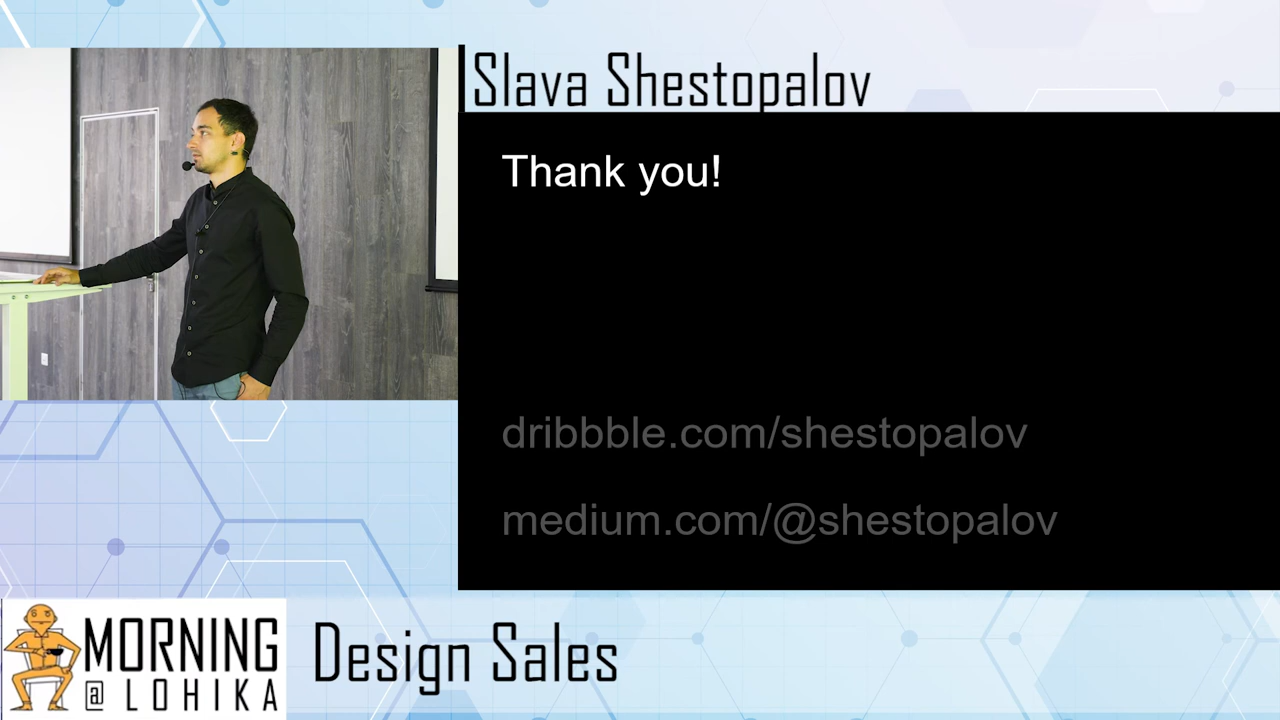 Slava Shestopalov
Thank you!
dribbble.com/shestopalov
medium.com/@shestopalov
MORNING
@ LOHIKA
Design Sales